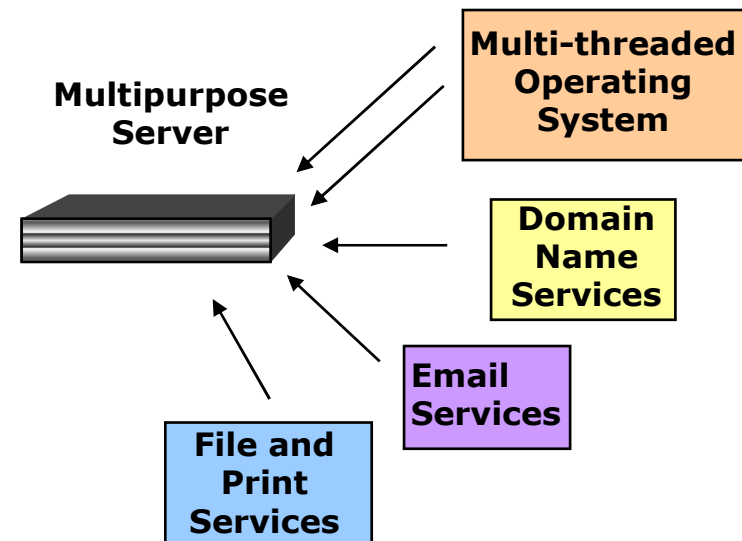 Multi-threaded
Operating
System
Multipurpose
Server
Domain
Name
Services
Email
Services
File and
Print
Services